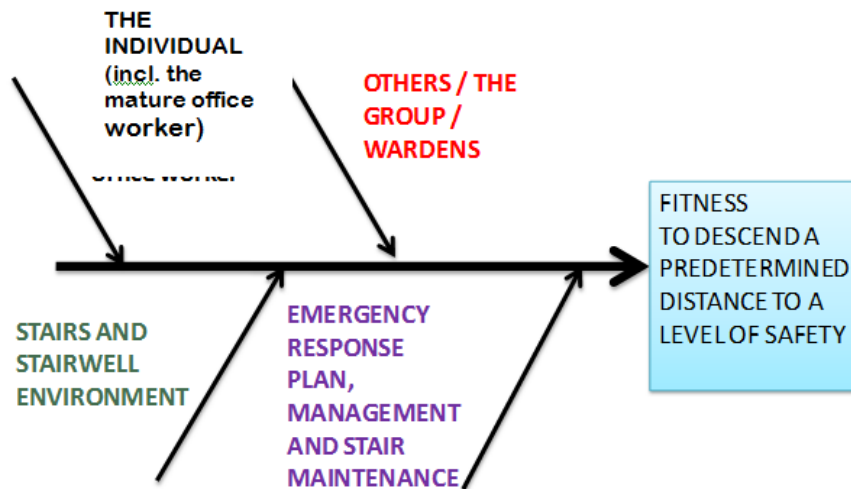 THE
INDIVIDUAL
(incl. the
mature office
worker)
OTHERS / THE
GROUP /
WARDENS
FITNESS
TO DESCEND A
PREDETERMINED
DISTANCE TO A
LEVEL OF SAFETY
STAIRS AND
STAIRWELL
ENVIRONMENT
EMERGENCY
RESPONSE
PLAN,
MANAGEMENT
AND STAIR
MAINTENANCE